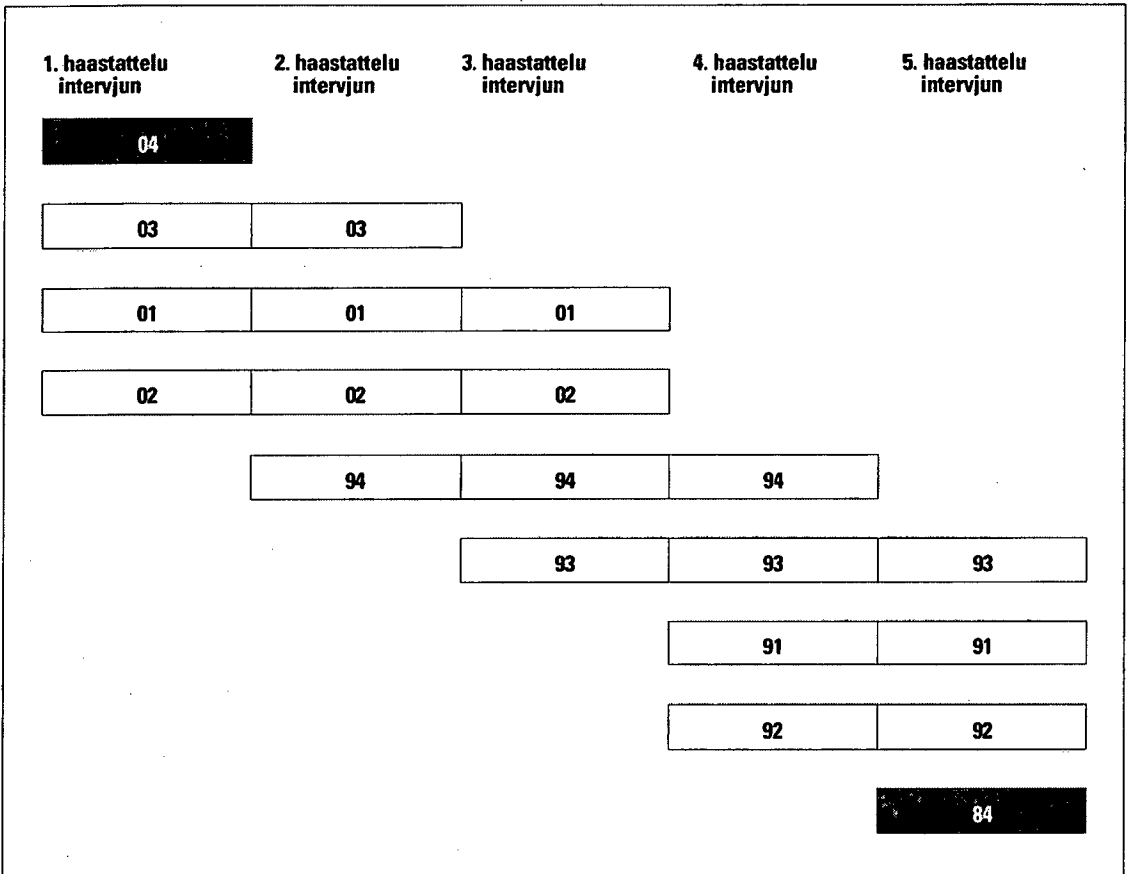 1. haastattelu 2. haastattelu 3. haastattelu 4. haastattelu 5. haastattelu
intervjun intervjun intervjun intervjun intervjun
04
03 03
01 01 01
02 02 02
94 94 94
93 93 93
91 91
92 92
84